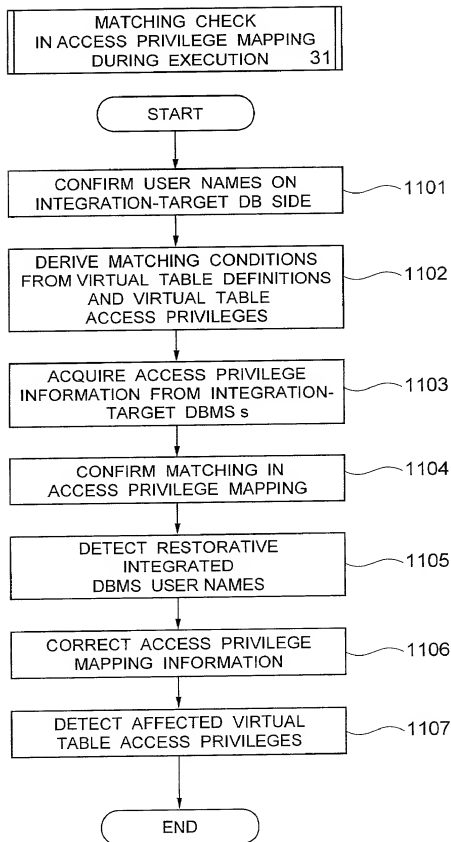 MATCHING CHECK
IN ACCESS PRIVILEGE MAPPING
DURING EXECUTION 31
START
CONFIRM USER NAMES ON
INTEGRATION-TARGET DB SIDE
1101
DERIVE MATCHING CONDITIONS
FROM VIRTUAL TABLE DEFINITIONS
AND VIRTUAL TABLE
ACCESS PRIVILEGES
1102
ACQUIRE ACCESS PRIVILEGE
INFORMATION FROM INTEGRATION-
TARGET DBMS s
1103
CONFIRM MATCHING IN
ACCESS PRIVILEGE MAPPING
1104
DETECT RESTORATIVE
INTEGRATED
DBMS USER NAMES
1105
CORRECT ACCESS PRIVILEGE
MAPPING INFORMATION
1106
DETECT AFFECTED VIRTUAL
TABLE ACCESS PRIVILEGES
1107
END